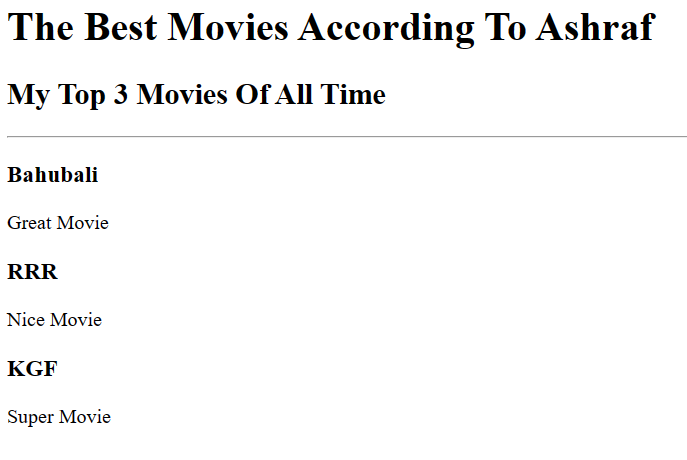 The Best Movies According To Ashraf
My Top 3 Movies Of All Time
Bahubali
Great Movie
RRR
Nice Movie
KGF
Super Movie